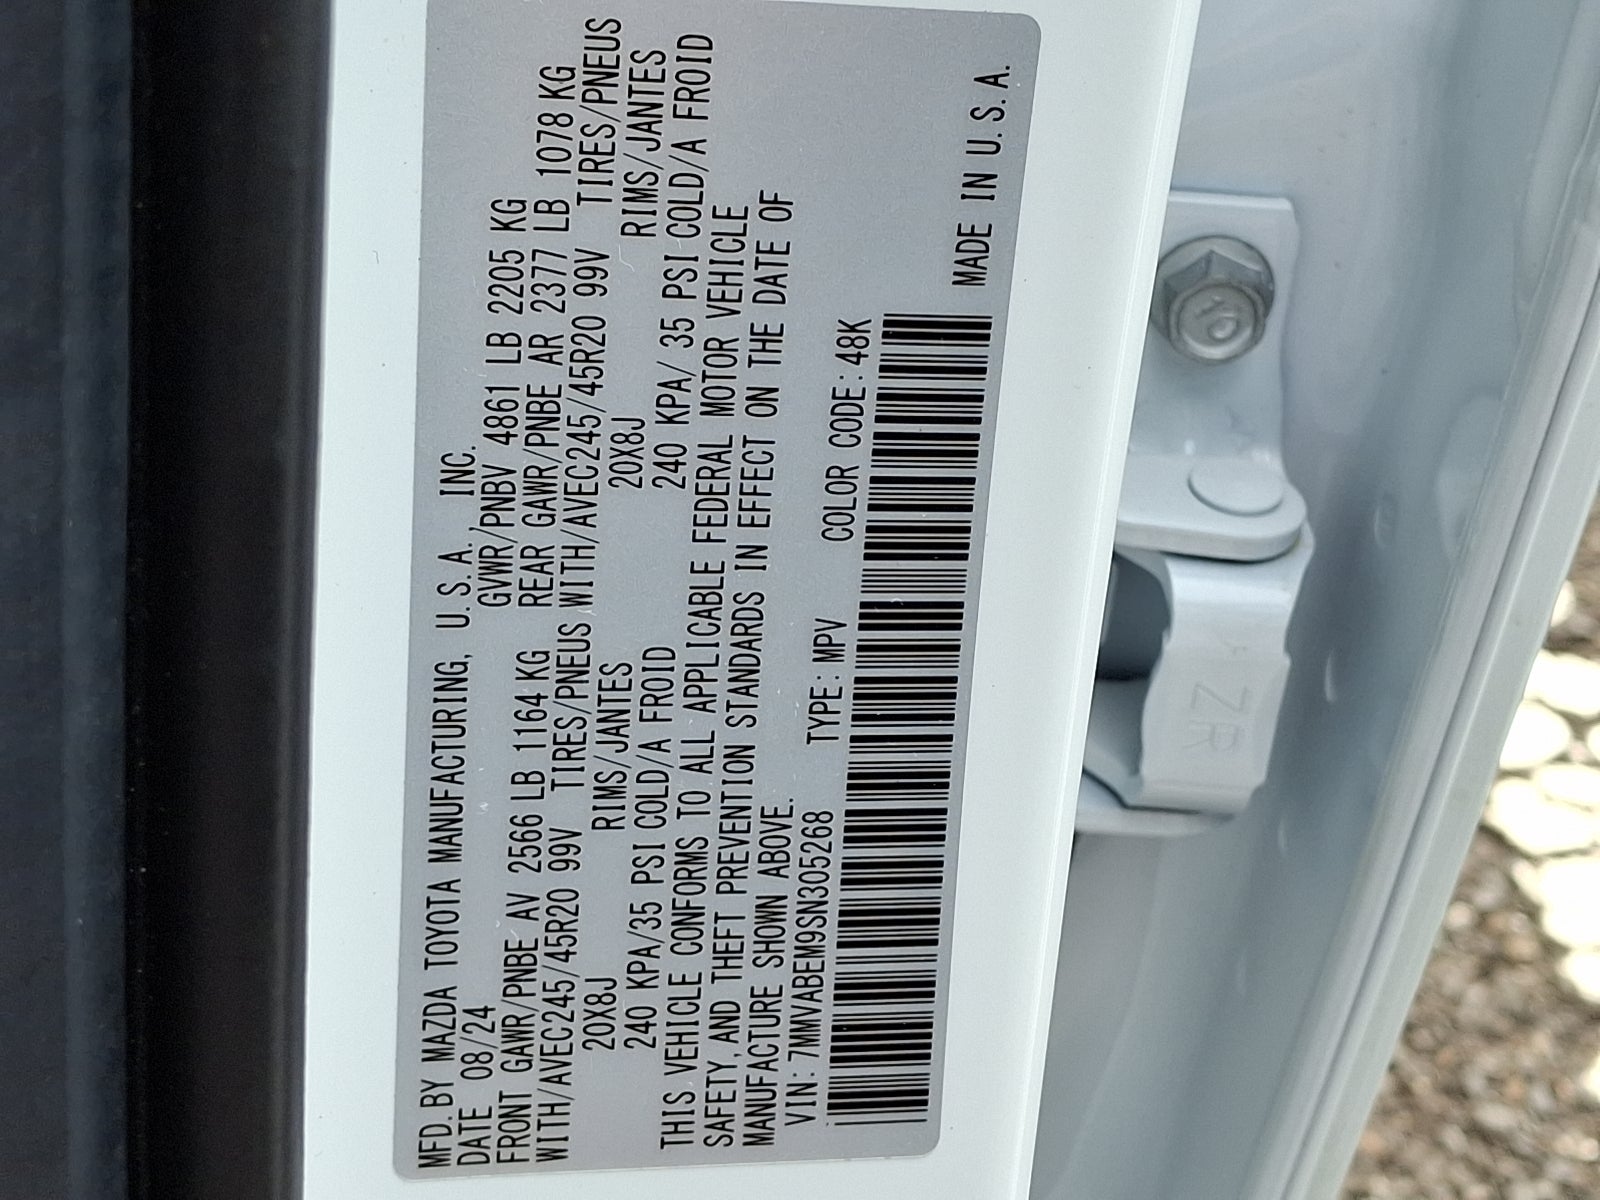 MFD. BY MAZDA TOYOTA MANUFACTURING, U.S.A., INC.
DATE 08/24 GVWR/PNBV 4861 LB 2205 KG
FRONT GAWR/PNBE AV 2566 LB 1164 KG REAR GAWR/PNBE AR 2377 LB 1078 KG
WITH/AVEC245/45R20 99V TIRES/PNEUS WITH/AVEC245/45R20 99V TIRES/PNEUS
20X8J RIMS/JANTES 20X8J RIMS/JANTES
240 KPA/35 PSI COLD/A FROID 240 KPA/ 35 PSI COLD/A FROID
THIS VEHICLE CONFORMS TO ALL APPLICABLE FEDERAL MOTOR VEHICLE
SAFETY, AND THEFT PREVENTION STANDARDS IN EFFECT ON THE DATE OF
MANUFACTURE SHOWN ABOVE.
VIN: 7MMVABEM9SN305268 TYPE: MPV COLOR CODE: 48K
MADE IN U.S.A.
ZR